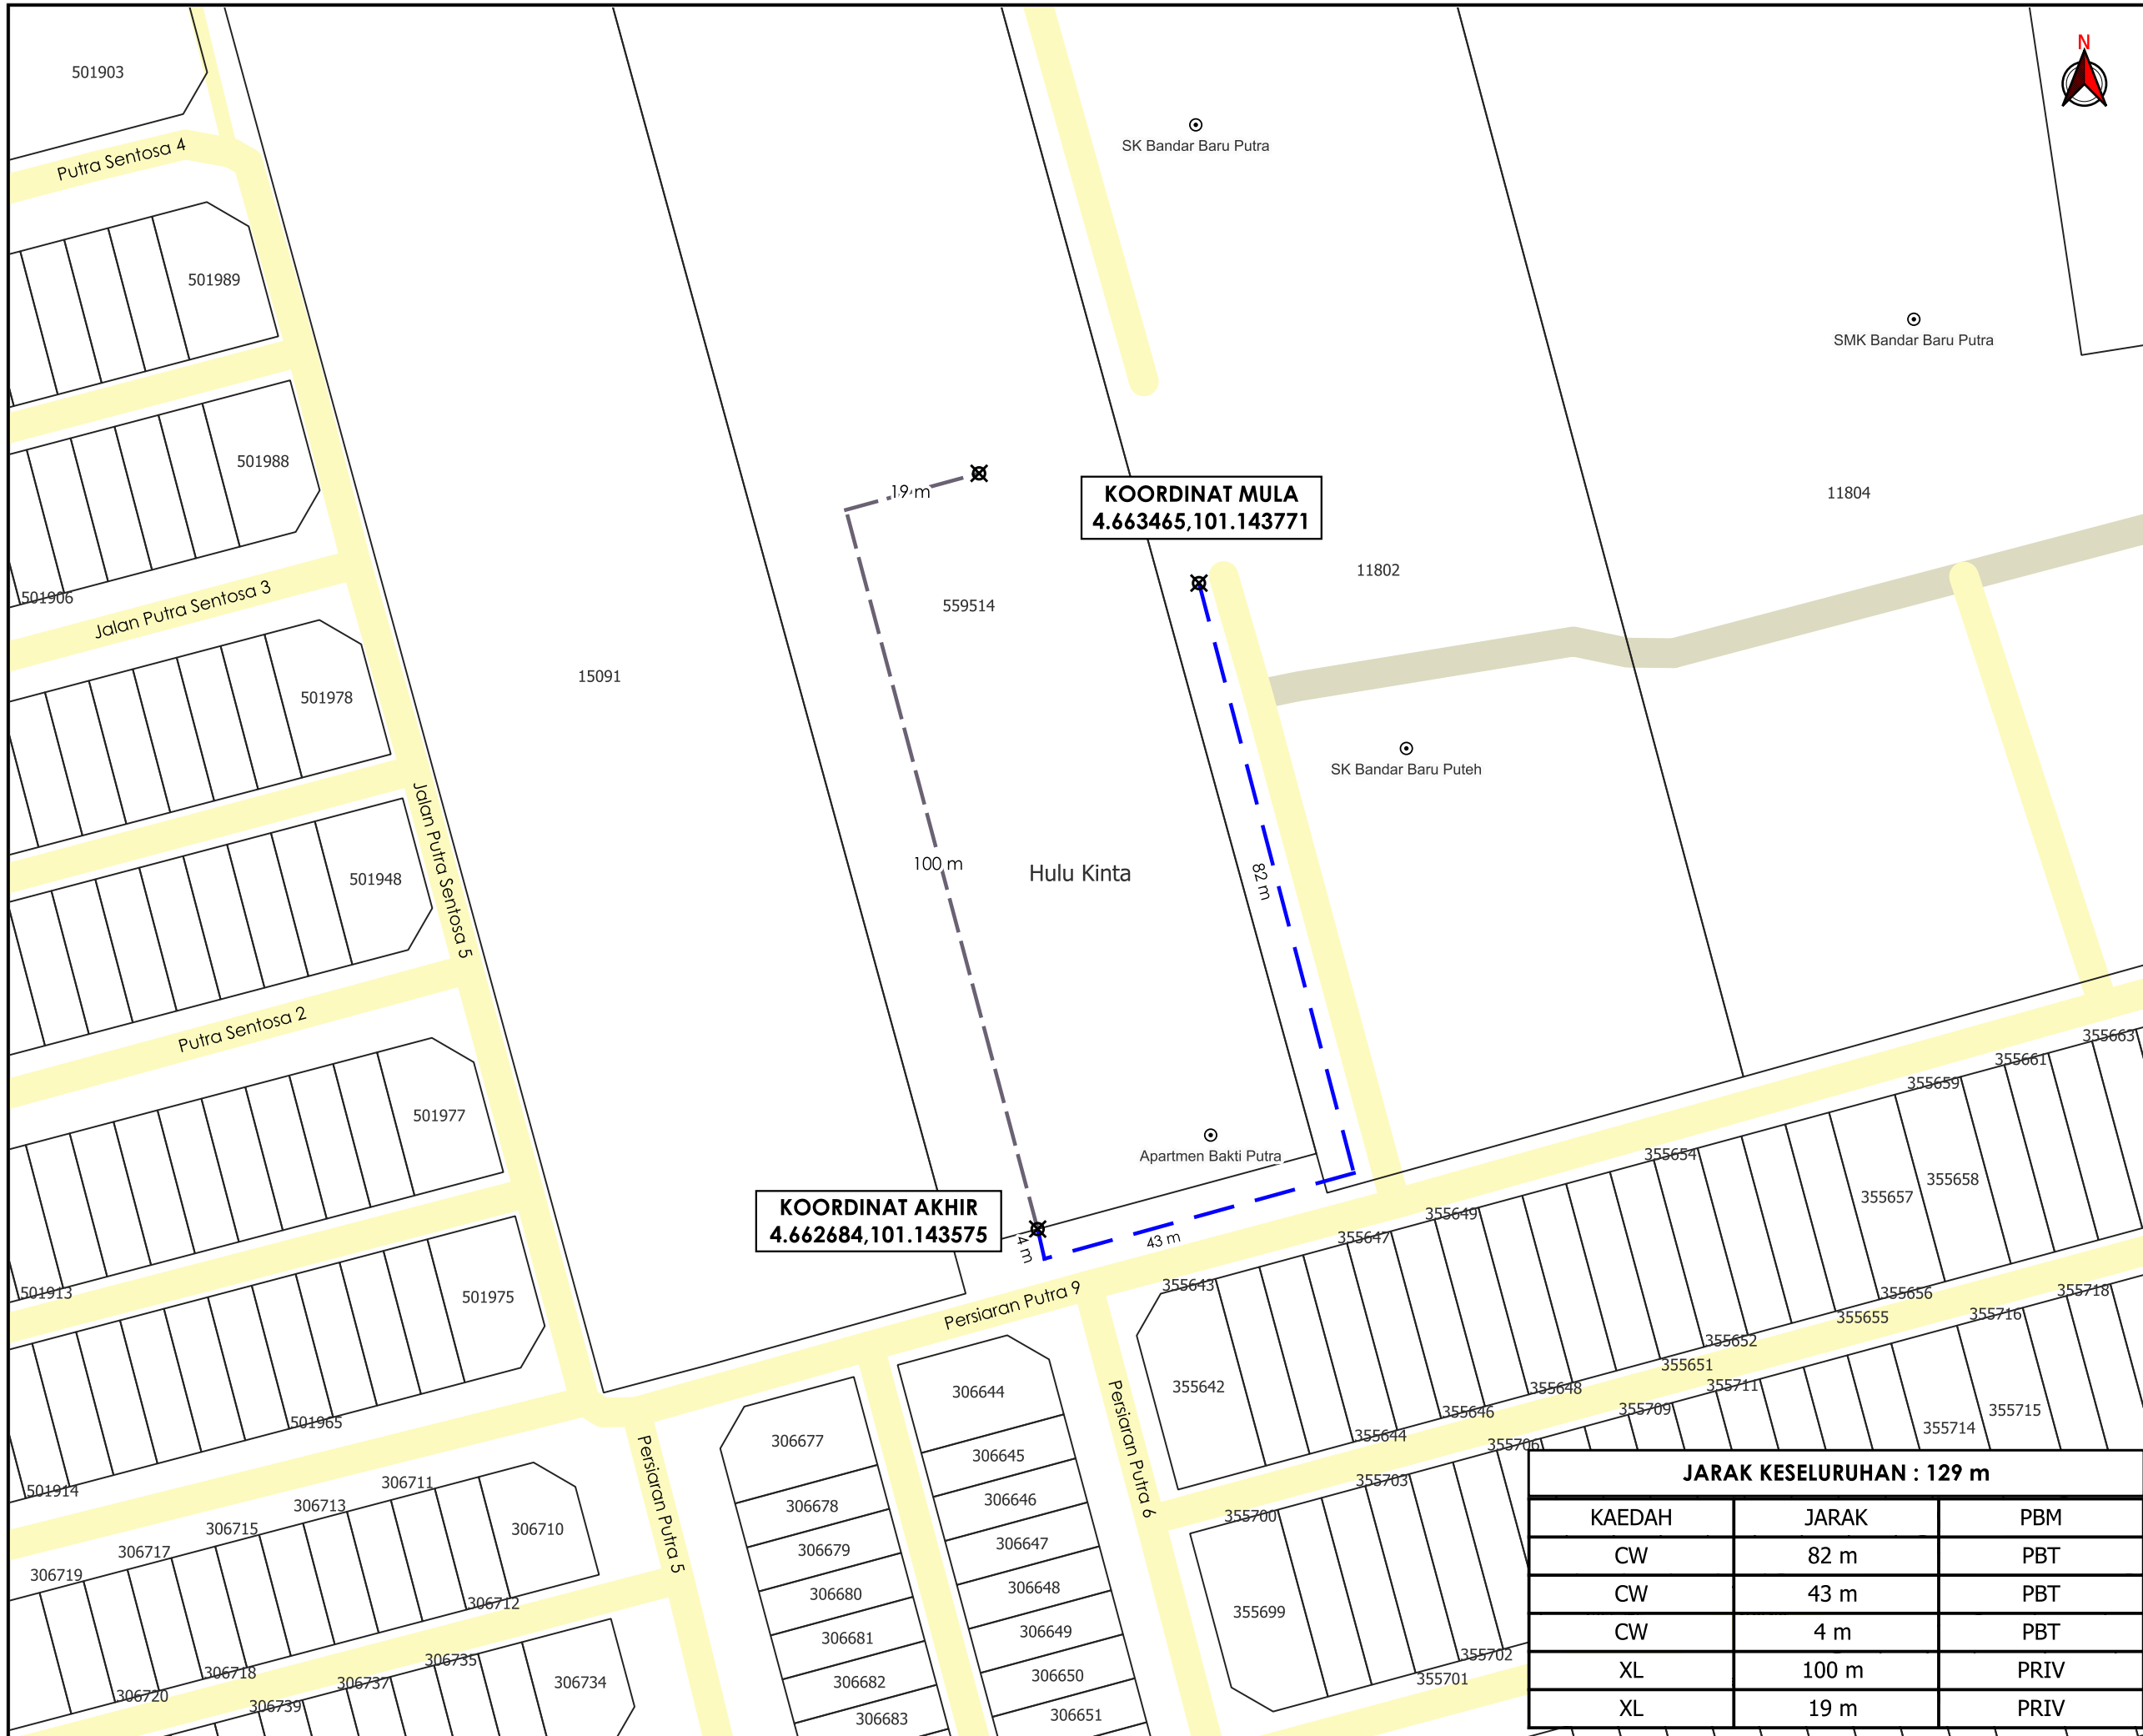 N
501903
Putra Sentosa 4
SK Bandar Baru Putra
501989
SMK Bandar Baru Putra
501988
19 m
KOORDINAT MULA
4.663465,101.143771
11804
11802
501906
Jalan Putra Sentosa 3
559514
15091
501978
SK Bandar Baru Puteh
Jalan Putra Sentosa 5
100 m
Hulu Kinta
82 m
501948
Putra Sentosa 2
355663
355661
355659
501977
Apartmen Bakti Putra
355654
355658
355657
KOORDINAT AKHIR
4.662684,101.143575
4 m
43 m
355649
355647
355643
501913
501975
Persiaran Putra 9
355656
355718
355655
355716
355652
355651
355642
306644
Persiaran Putra 6
355648
355711
355709
355715
355714
355646
355644
355706
501965
306677
306645
355703
501914
306711
306713
Persiaran Putra 5
306678
306646
355700
306715
306710
306717
306679
306647
306719
306680
306648
306712
355699
306681
306649
355702
355701
306718
306735
306737
306734
306682
306650
306720
306739
306683
306651
JARAK KESELURUHAN : 129 m
KAEDAH JARAK PBM
CW 82 m PBT
CW 43 m PBT
CW 4 m PBT
XL 100 m PRIV
XL 19 m PRIV